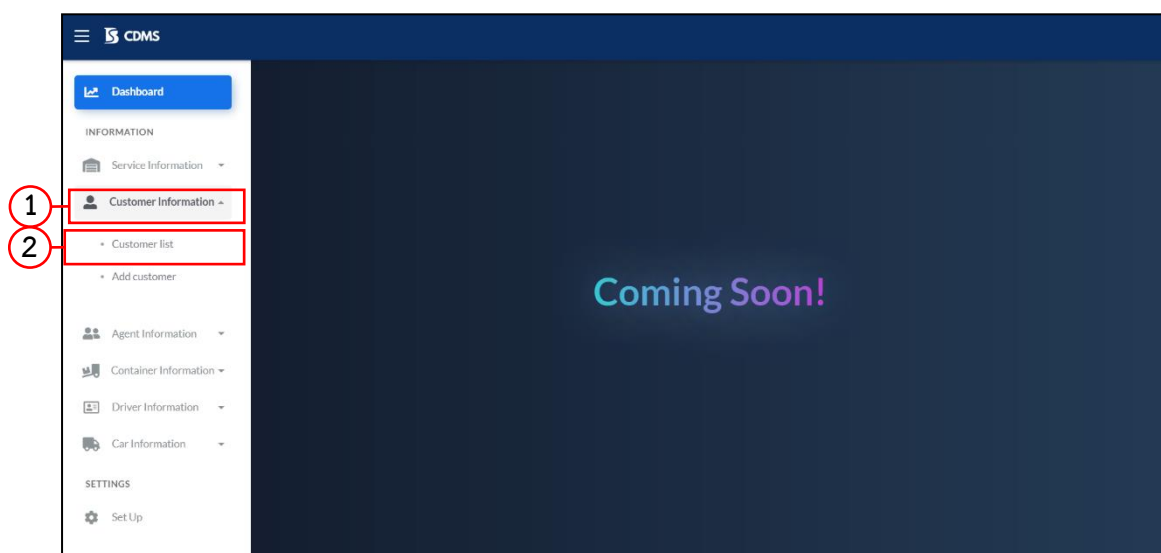 CDMS
Dashboard
INFORMATION
Service Information
1
Customer Information
2
Customer list
Add customer
Coming Soon!
Agent Information
Container Information
Driver Information
Car Information
SETTINGS
Set Up